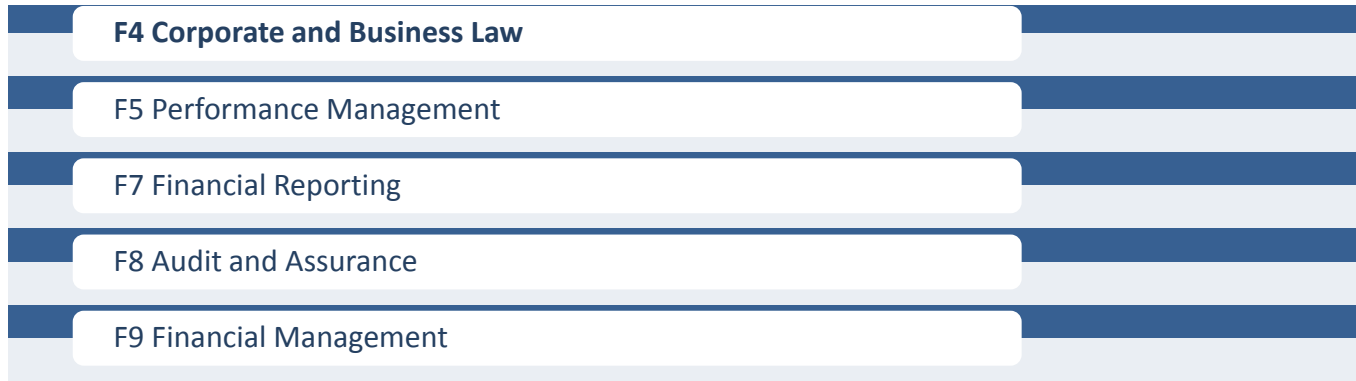 F4 Corporate and Business Law
F5 Performance Management
F7 Financial Reporting
F8 Audit and Assurance
F9 Financial Management